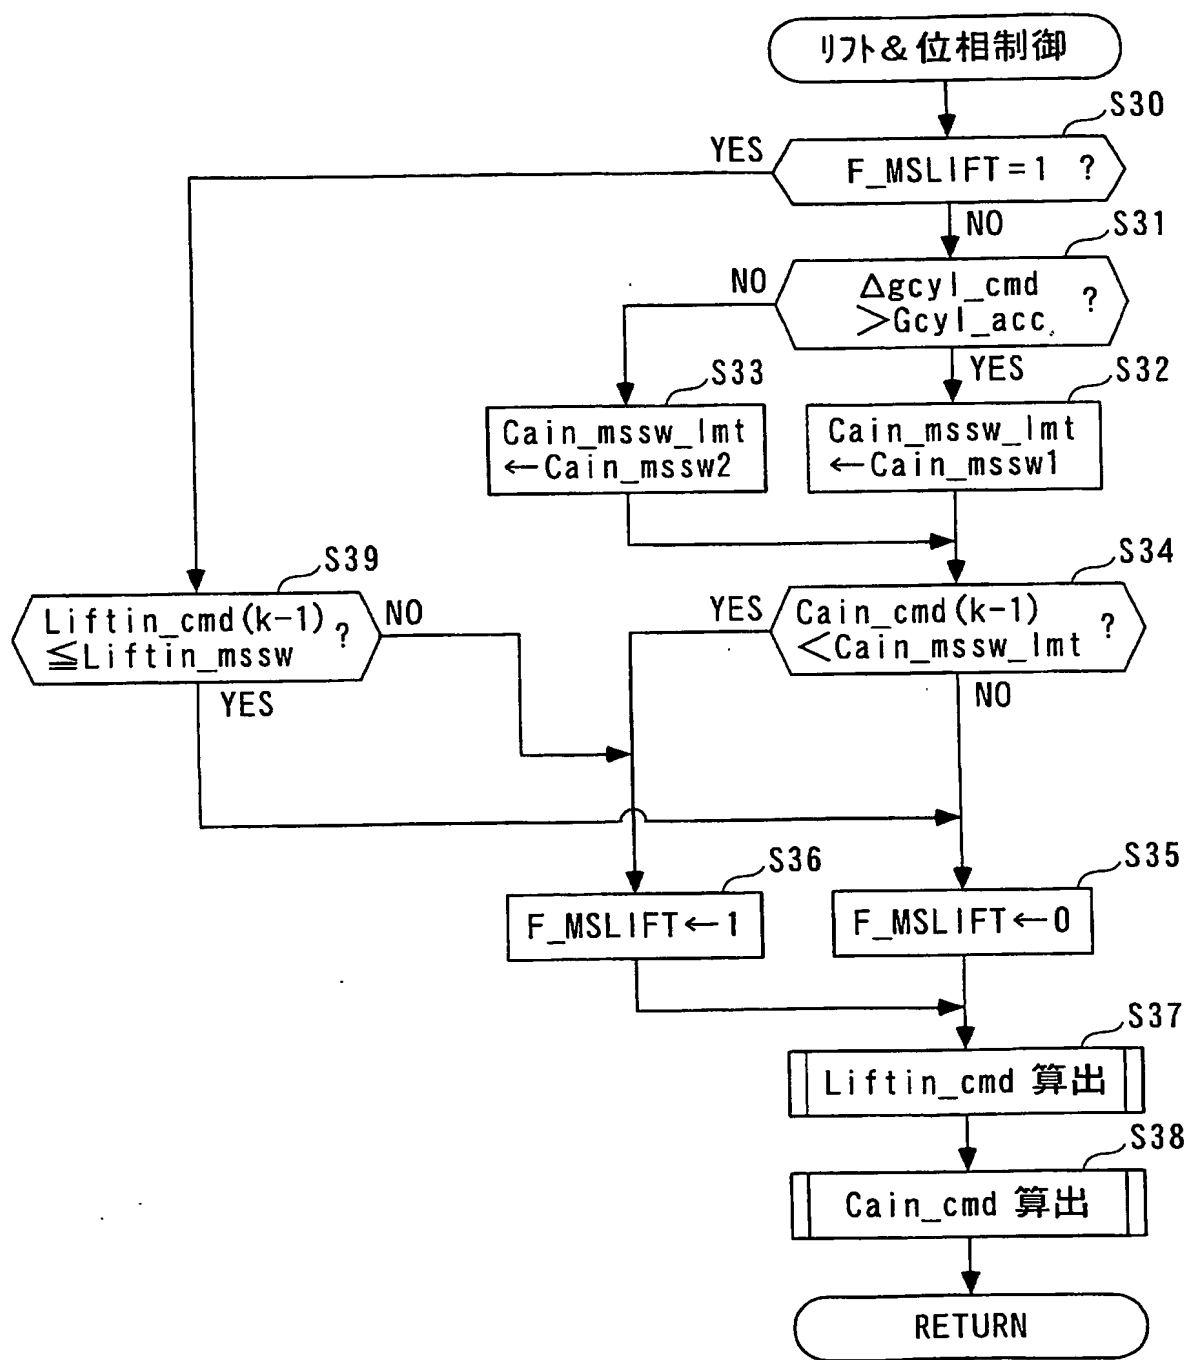 リフト&位相制御
S30
YES
F_MSLIFT=1 ?
NO
S31
NO
Δgcyl_cmd
>Gcyl_acc
?
YES
S33
S32
Cain_mssw_lmt
←Cain_mssw2
Cain_mssw_lmt
←Cain_mssw1
S39
S34
Liftin_cmd(k-1)
≦Liftin_mssw
?
NO
YES
YES
Cain_cmd(k-1)
<Cain_mssw_lmt
?
NO
S36
S35
F_MSLIFT←1
F_MSLIFT←0
S37
Liftin_cmd 算出
S38
Cain_cmd 算出
RETURN